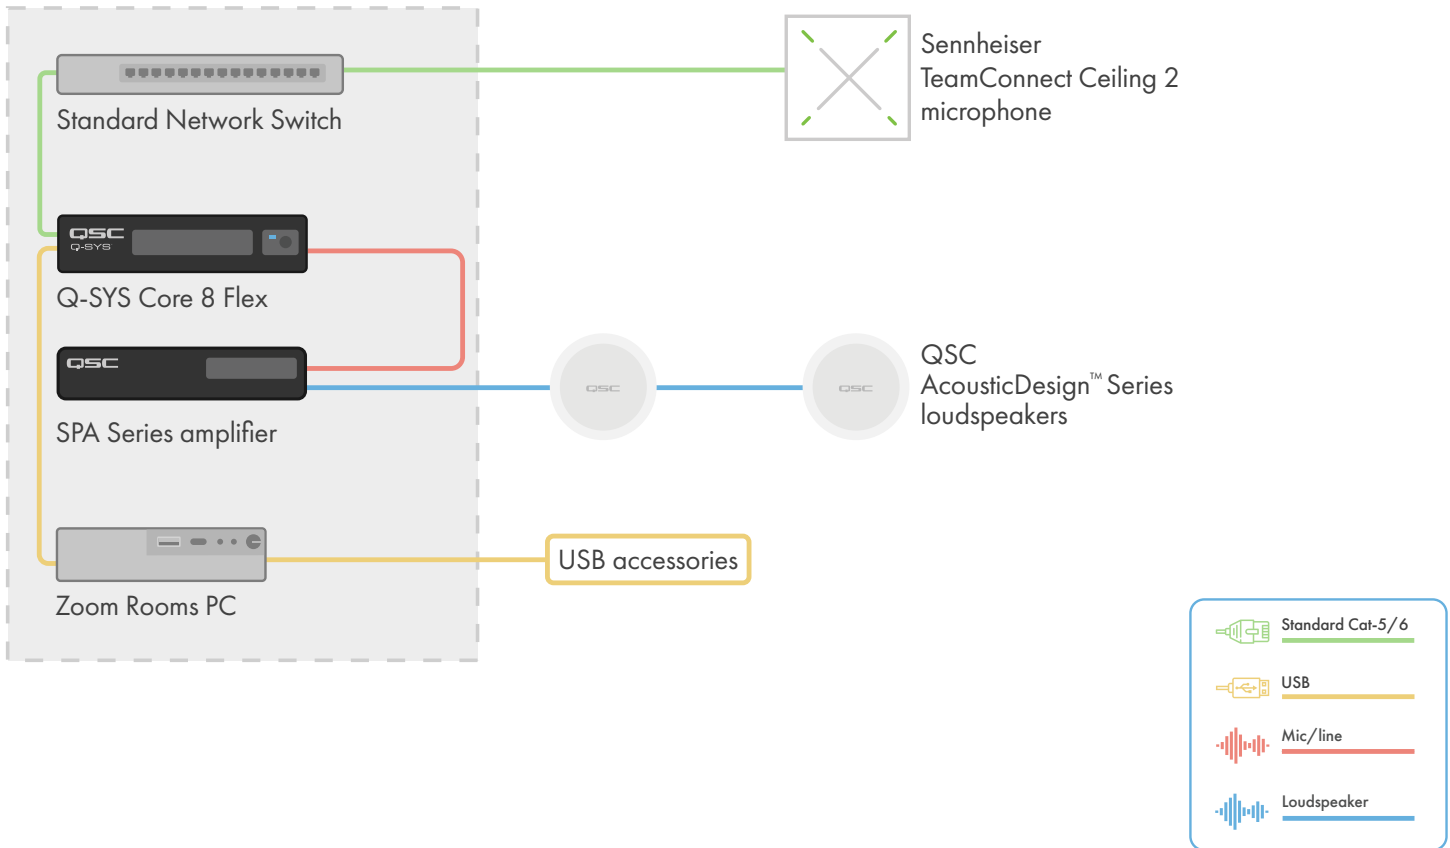 Sennheiser
TeamConnect Ceiling 2
microphone
Standard Network Switch
QSC
Q-SYS
Q-SYS Core 8 Flex
QSC
SPA Series amplifier
QSC
QSC
QSC
AcousticDesign™ Series
loudspeakers
USB accessories
Zoom Rooms PC
Standard Cat-5/6
USB
Mic/line
Loudspeaker